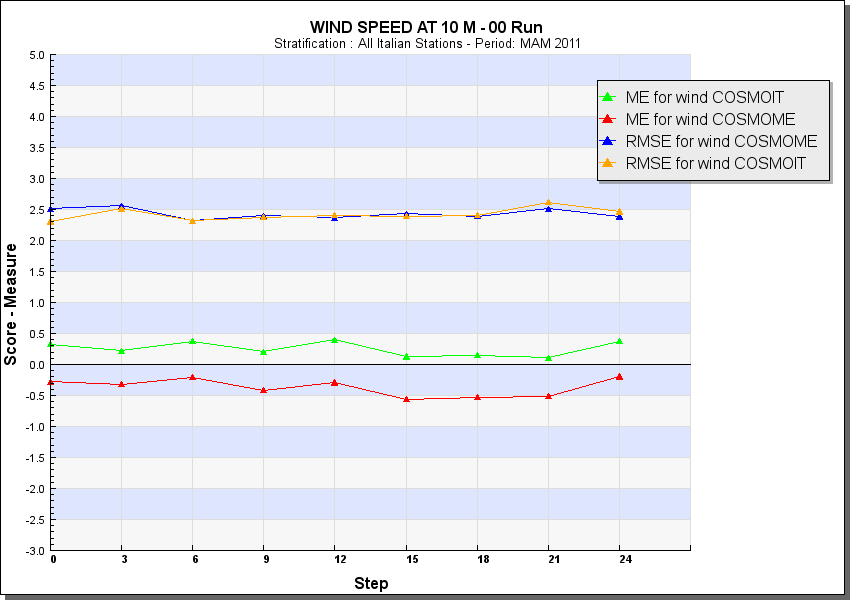 WIND SPEED AT 10 M - 00 Run
Stratification : All Italian Stations - Period: MAM 2011
ME for wind COSMOIT
ME for wind COSMOME
RMSE for wind COSMOME
RMSE for wind COSMOIT
Score - Measure
5.0
4.5
4.0
3.5
3.0
2.5
2.0
1.5
1.0
0.5
0.0
-0.5
-1.0
-1.5
-2.0
-2.5
-3.0
0 3 6 9 12 15 18 21 24
Step